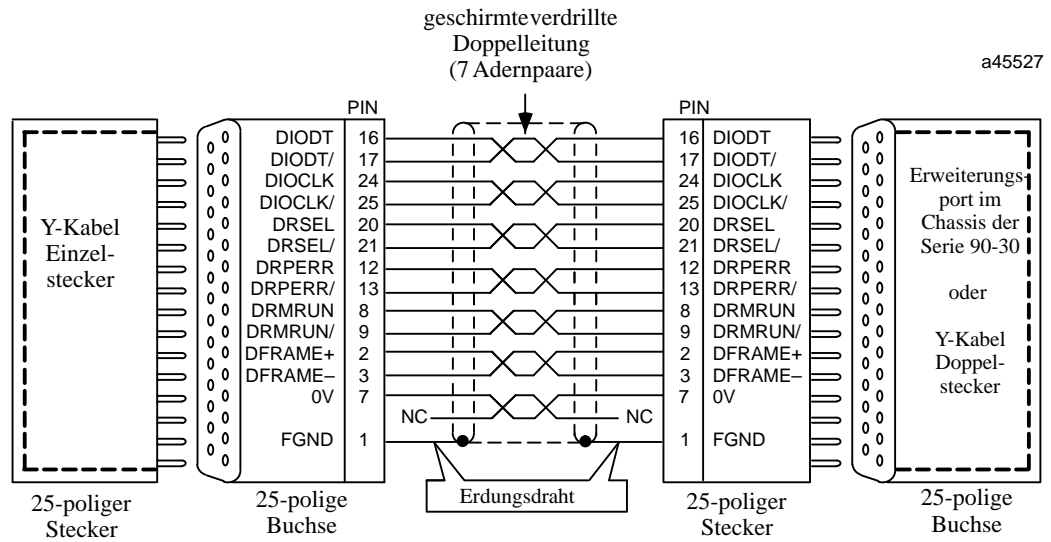 geschirmte verdrillte
Doppelleitung
(7 Adernpaare)
a45527
PIN PIN
DIODT 16 16 DIODT
DIODT/ 17 17 DIODT/
DIOCLK 24 24 DIOCLK
DIOCLK/ 25 25 DIOCLK/
DRSEL 20 20 DRSEL
DRSEL/ 21 21 DRSEL/
DRPERR 12 12 DRPERR
DRPERR/ 13 13 DRPERR/
DRMRUN 8 8 DRMRUN
DRMRUN/ 9 9 DRMRUN/
DFRAME+ 2 2 DFRAME+
DFRAME– 3 3 DFRAME–
0V 7 7 0V
NC NC
FGND 1 1 FGND
Y-Kabel
Einzel-
stecker
Erweiterungs-
port im
Chassis der
Serie 90-30
oder
Y-Kabel
Doppel-
stecker
Erdungsdraht
25-poliger
Stecker
25-polige
Buchse
25-poliger
Stecker
25-polige
Buchse